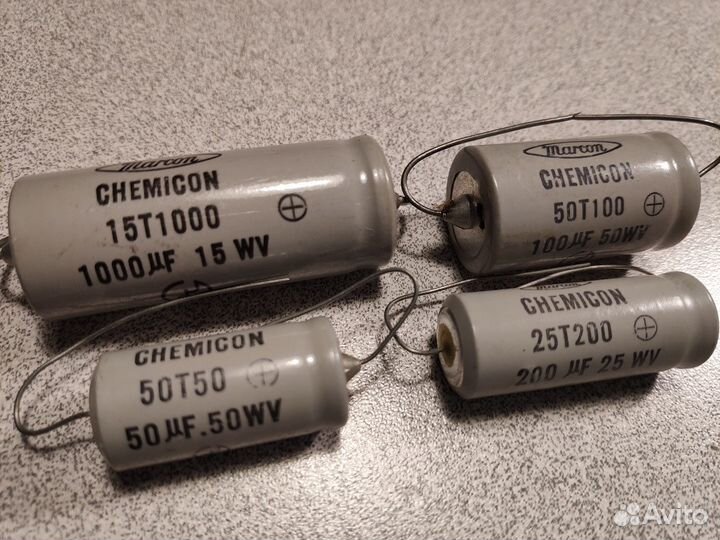 marcon
CHEMICON
15T1000
1000µF 15 WV
marcon
CHEMICON
50T100
100µF 50WV
CHEMICON
50T50
50µF.50WV
marcon
CHEMICON
25T200
200 µF 25 WV
Avito